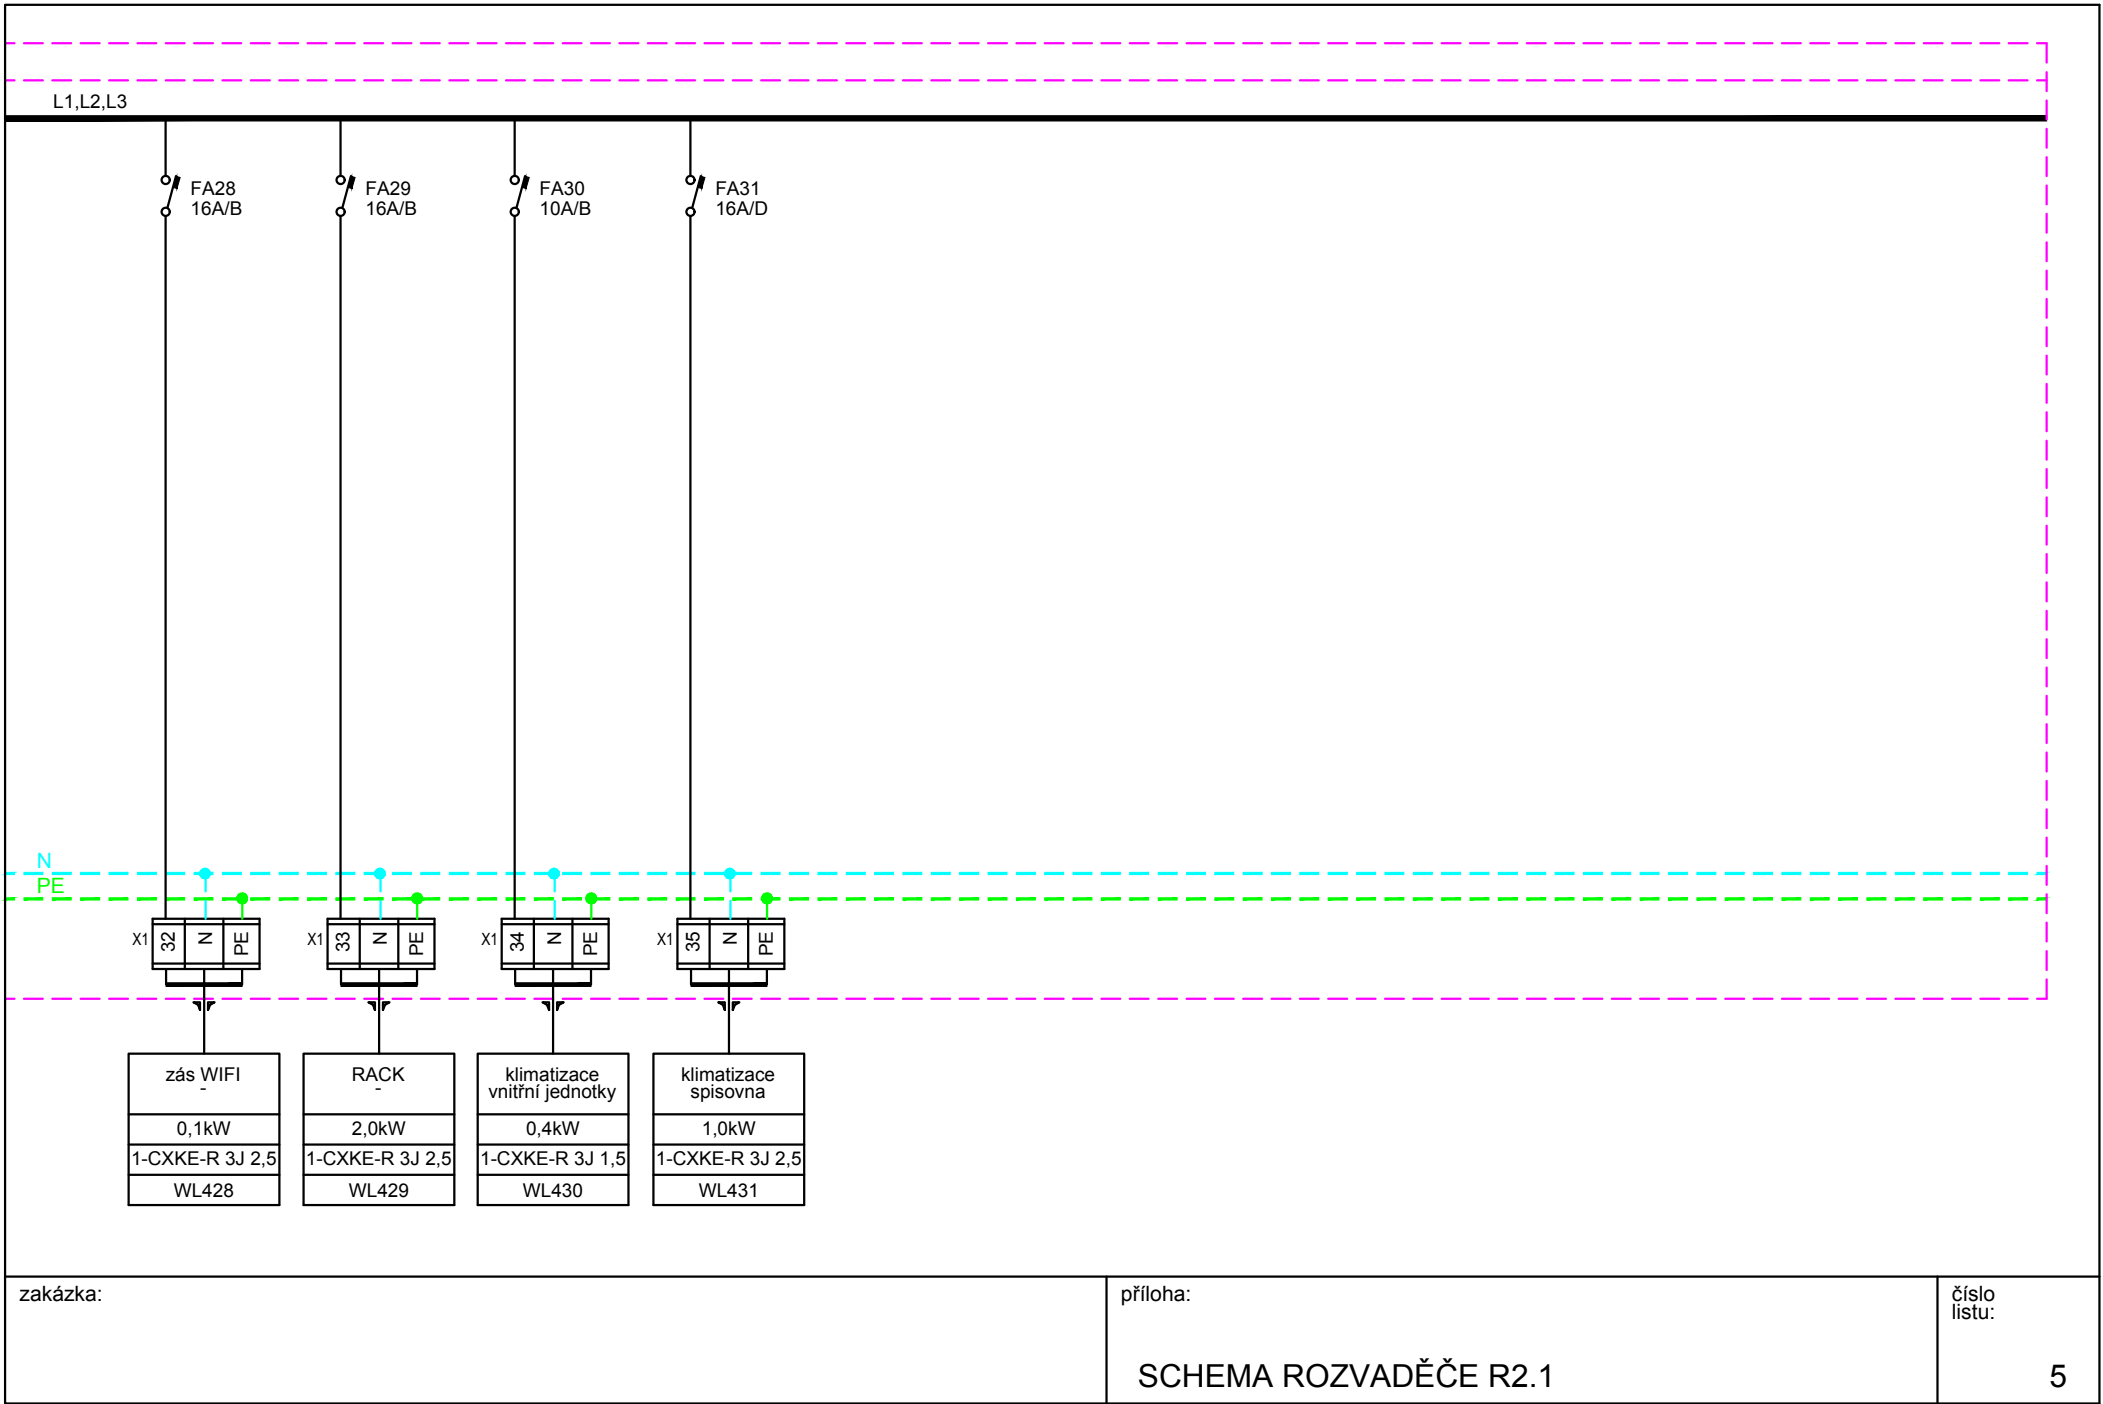 L1,L2,L3
FA28
16A/B
FA29
16A/B
FA30
10A/B
FA31
16A/D
N
PE
X1 32 N PE
X1 33 N PE
X1 34 N PE
X1 35 N PE
zás WIFI
-
0,1kW
1-CXKE-R 3J 2,5
WL428
RACK
-
2,0kW
1-CXKE-R 3J 2,5
WL429
klimatizace
vnitřní jednotky
0,4kW
1-CXKE-R 3J 1,5
WL430
klimatizace
spisovna
1,0kW
1-CXKE-R 3J 2,5
WL431
zakázka:
příloha:
SCHEMA ROZVADĚČE R2.1
číslo
listu:
5